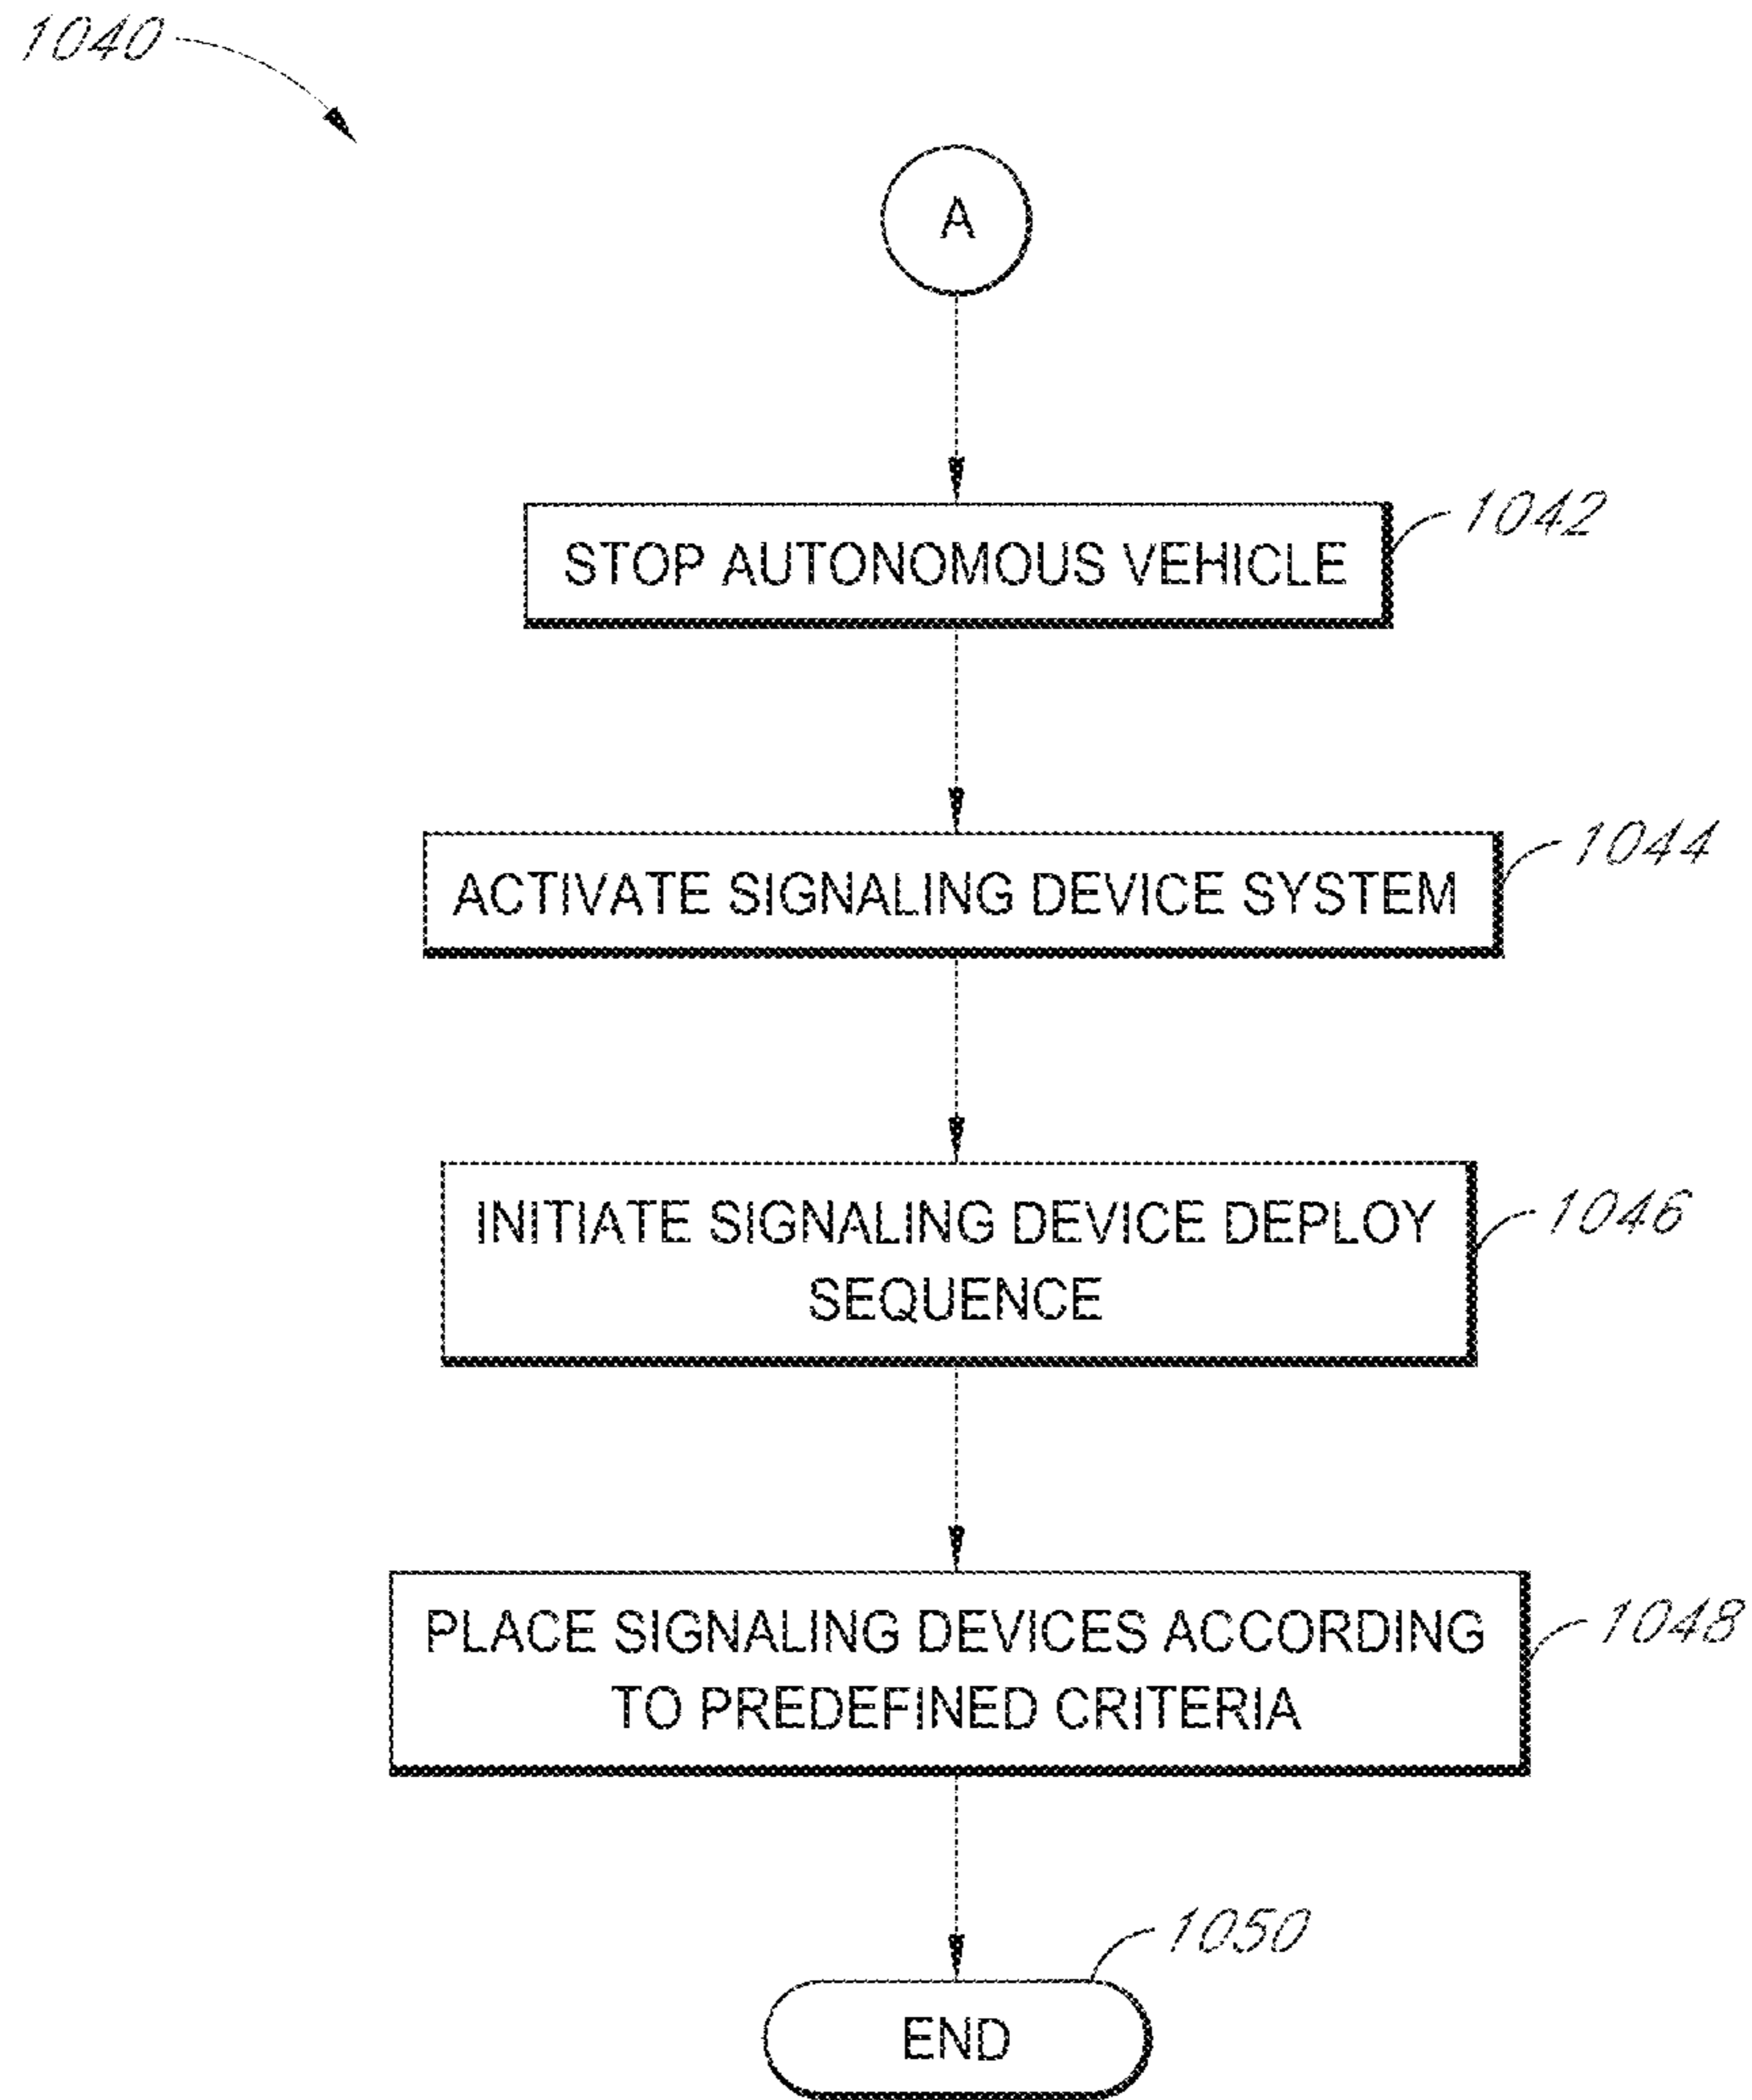 1040
A
STOP AUTONOMOUS VEHICLE
1042
ACTIVATE SIGNALING DEVICE SYSTEM
1044
INITIATE SIGNALING DEVICE DEPLOY
SEQUENCE
1046
PLACE SIGNALING DEVICES ACCORDING
TO PREDEFINED CRITERIA
1048
1050
END